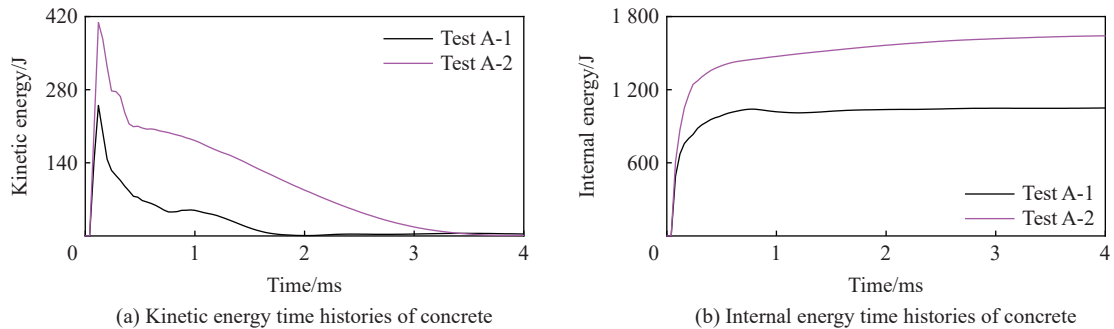 420
280
140
0
1
2
3
4
Kinetic energy/J
Time/ms
Test A-1
Test A-2
(a) Kinetic energy time histories of concrete
1 800
1 200
600
0
1
2
3
4
Internal energy/J
Time/ms
Test A-1
Test A-2
(b) Internal energy time histories of concrete